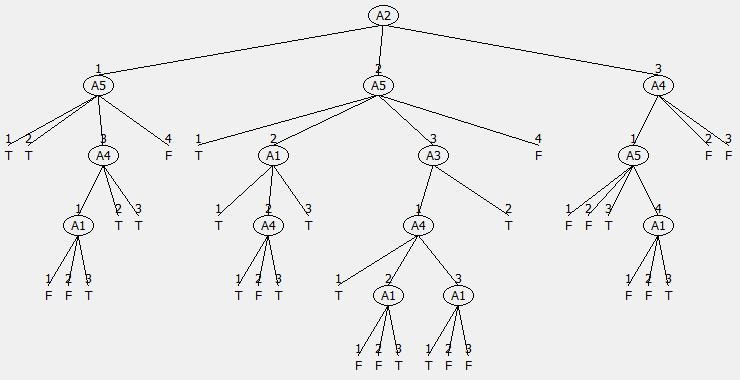 A2
1 2 3
A5 A5 A4
1 2 3 4 1 2 3 4 1 2 3
T T A4 F T A1 A3 F A5 F F
1 2 3 1 2 3 1 2 1 2 3 4
A1 T T T A4 T A4 T F F T A1
1 2 3 1 2 3 1 2 3 1 2 3
F F T T F T T A1 A1 F F T
1 2 3 1 2 3
F F T T F F